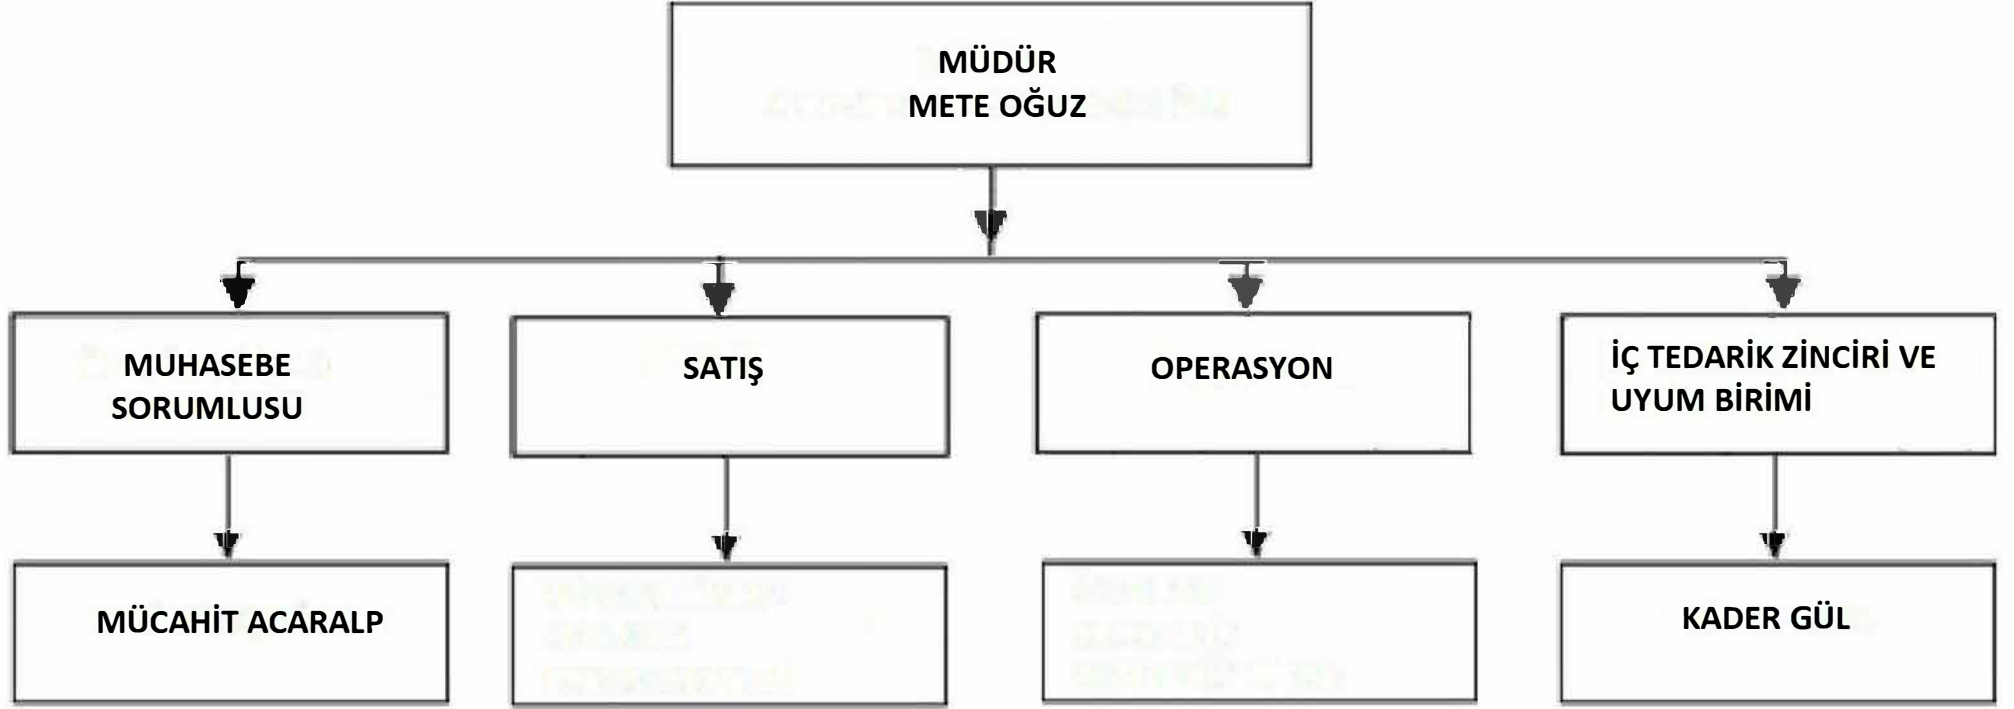 MÜDÜR
METE OĞUZ
MUHASEBE
SORUMLUSU
SATIŞ
OPERASYON
İÇ TEDARİK ZİNCİRİ VE
UYUM BİRİMİ
MÜCAHİT ACARALP
KADER GÜL